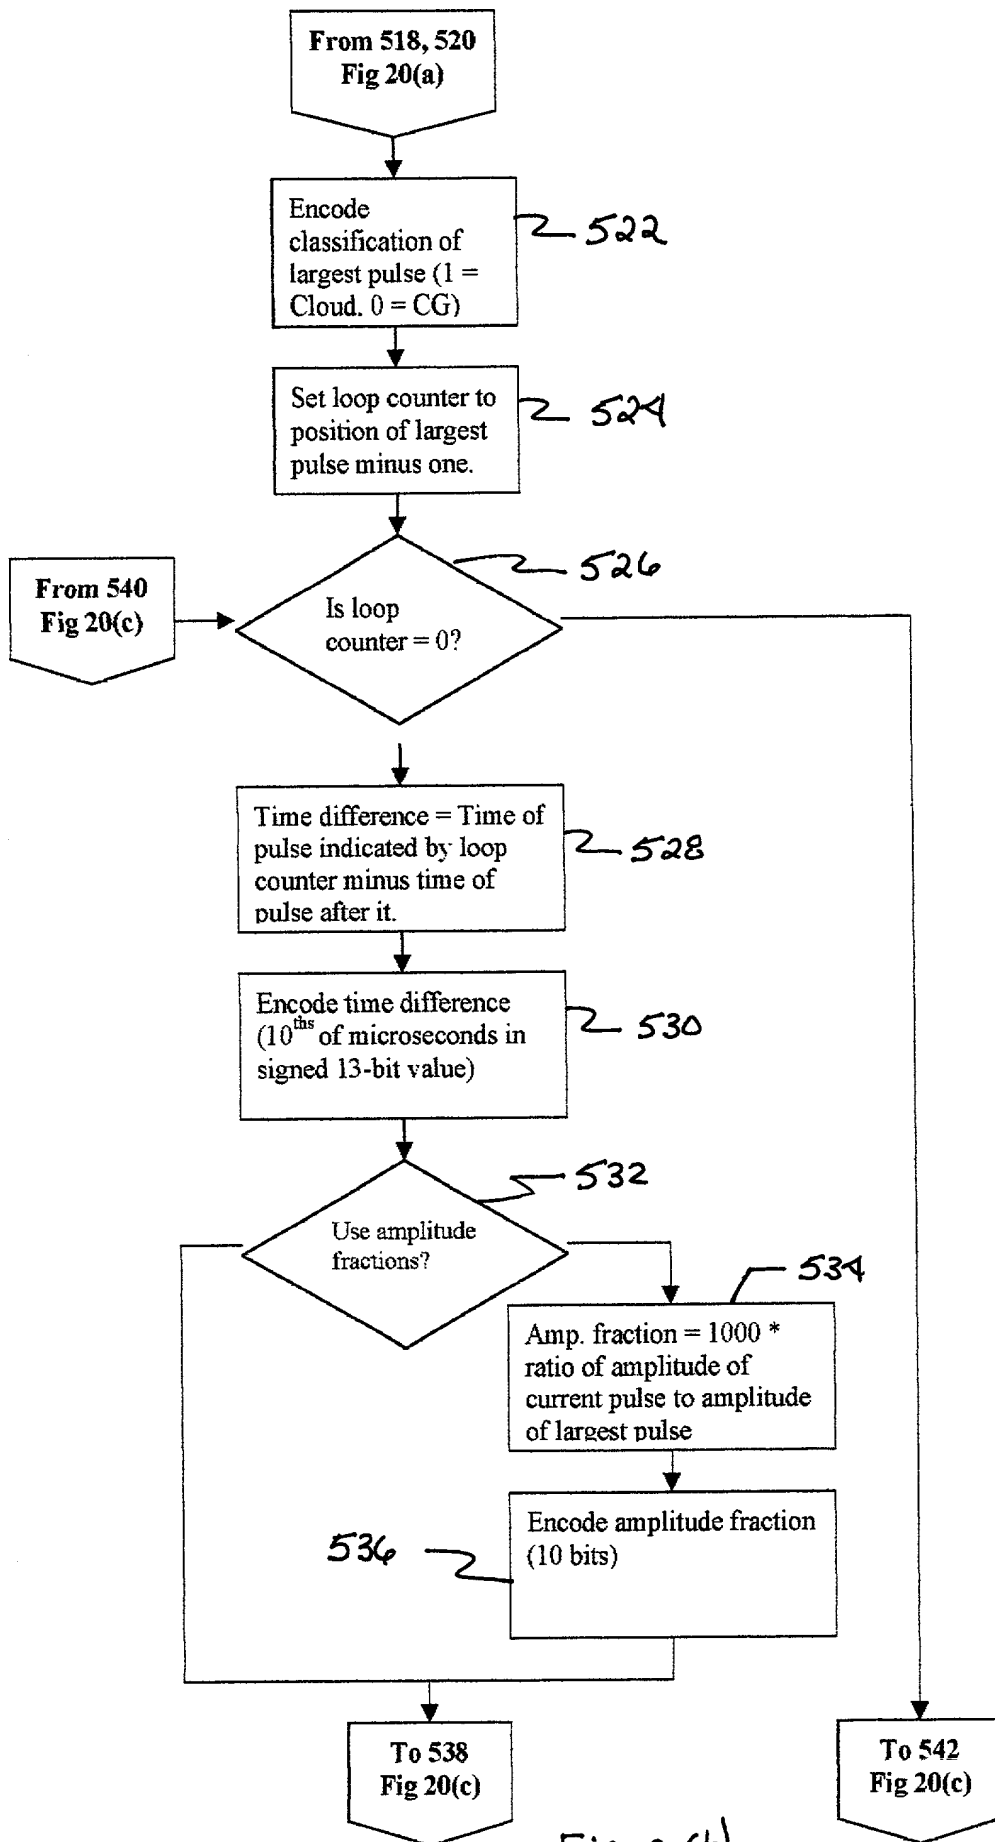 From 518, 520
Fig 20(a)
Encode
classification of
largest pulse (1 =
Cloud. 0 = CG)
522
Set loop counter to
position of largest
pulse minus one.
524
526
From 540
Fig 20(c)
Is loop
counter = 0?
Time difference = Time of
pulse indicated by loop
counter minus time of
pulse after it.
528
Encode time difference
(10ths of microseconds in
signed 13-bit value)
530
532
Use amplitude
fractions?
534
Amp. fraction = 1000 *
ratio of amplitude of
current pulse to amplitude
of largest pulse
Encode amplitude fraction
(10 bits)
536
To 538
Fig 20(c)
To 542
Fig 20(c)